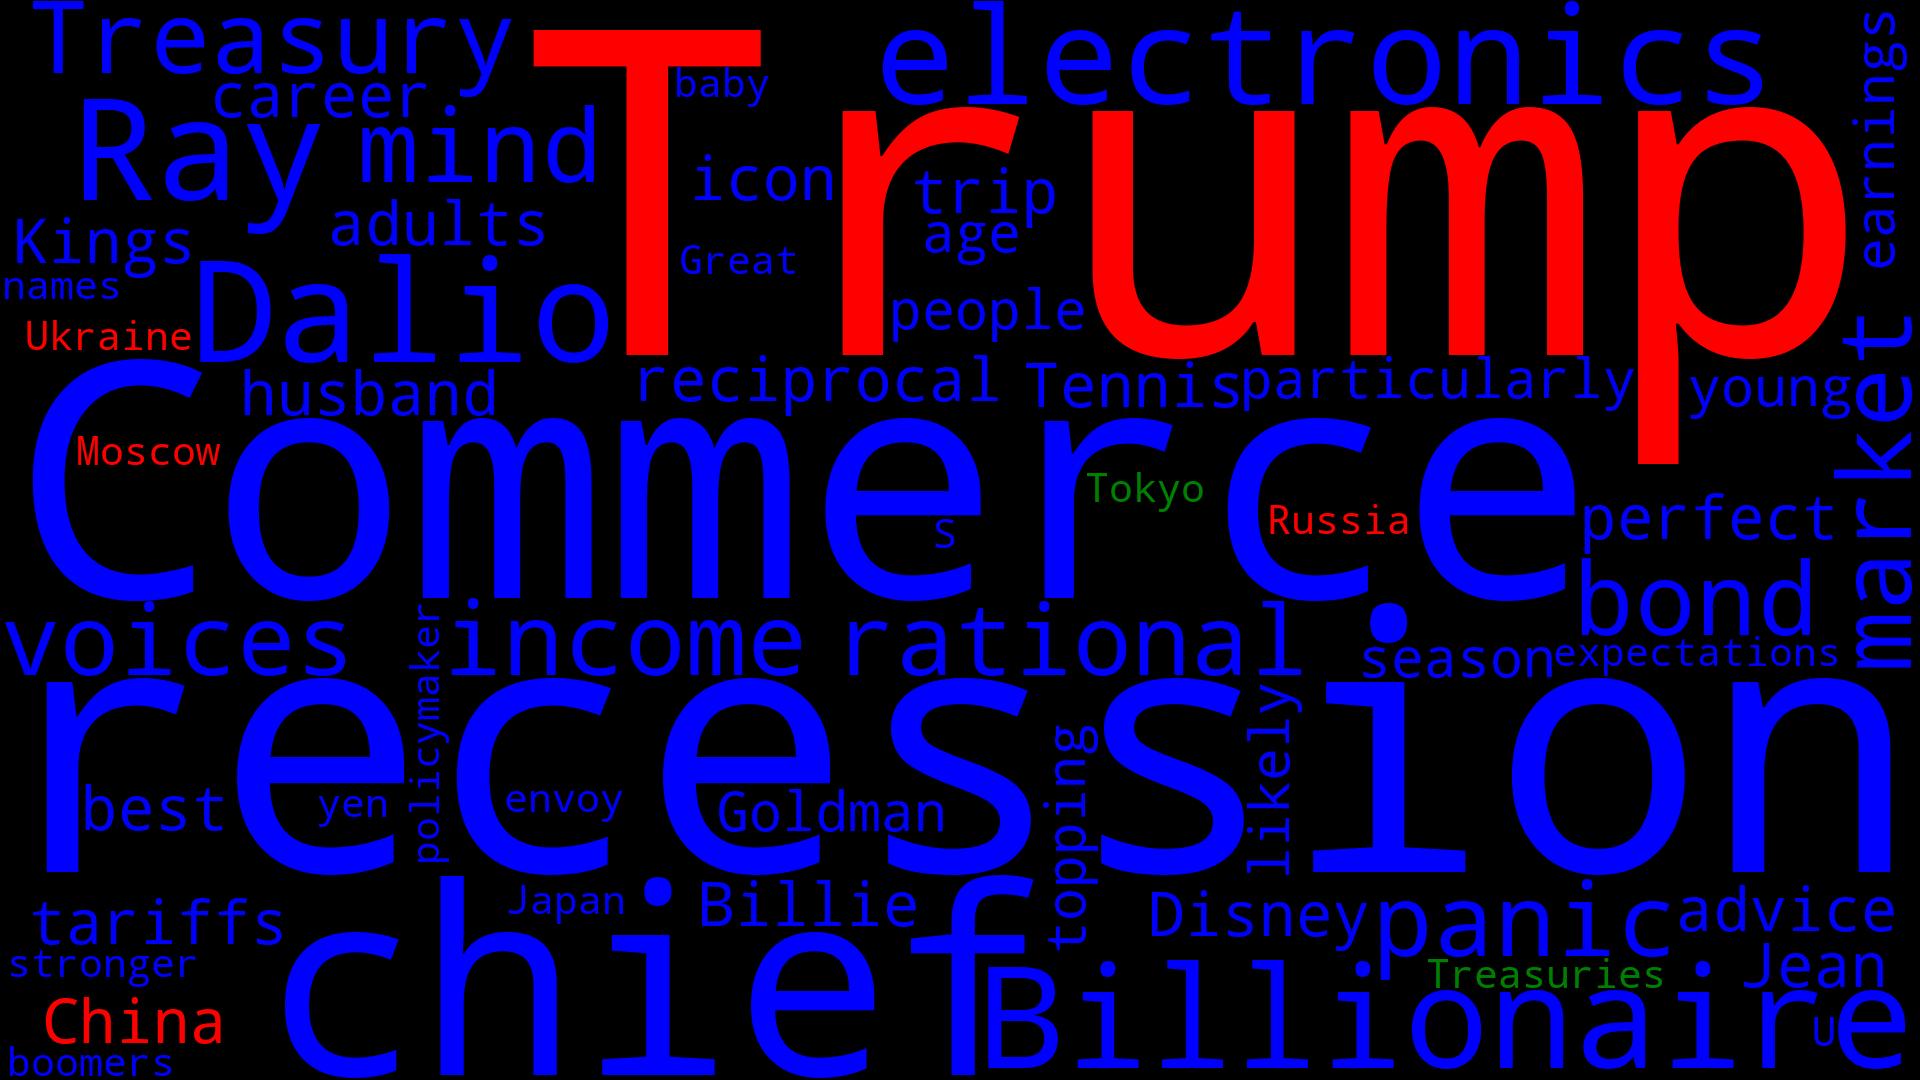 Treasury
electronics
earnings
baby
career
Ray
mind
Trump
icon
trip
adults
age
Kings
Great
names
Dalio
people
Ukraine
market
husband
reciprocal
Tennis
particularly
young
Commerce
Moscow
Tokyo
Russia
S
perfect
bond
voices
policymaker
income
rational
season
expectations
recession
likely
topping
best
yen
envoy
Goldman
chief
Japan
Billie
Disney
panic
advice
tariffs
stronger
Treasuries
Jean
China
Billionaire
U
boomers